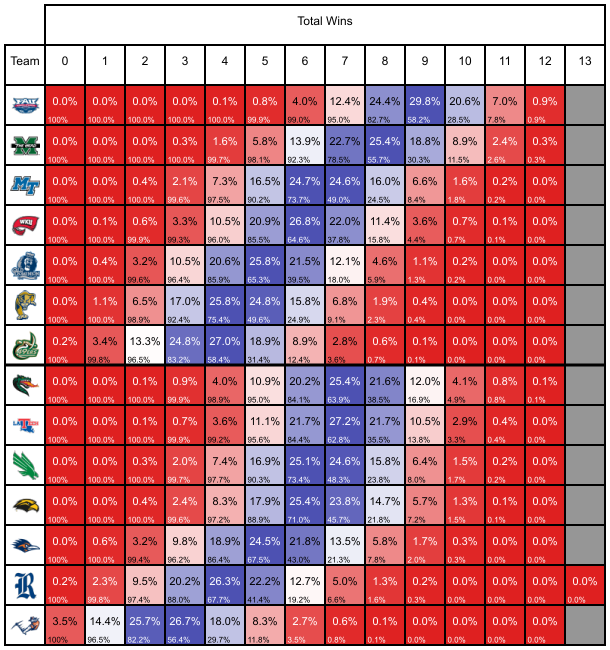 Total Wins
Team 0 1 2 3 4 5 6 7 8 9 10 11 12 13
FAU 0.0% 0.0% 0.0% 0.0% 0.1% 0.8% 4.0% 12.4% 24.4% 29.8% 20.6% 7.0% 0.9%
100% 100.0% 100.0% 100.0% 100.0% 99.9% 99.0% 95.0% 82.7% 58.2% 28.5% 7.8% 0.9%
THE HERD 0.0% 0.0% 0.0% 0.3% 1.6% 5.8% 13.9% 22.7% 25.4% 18.8% 8.9% 2.4% 0.3%
100% 100.0% 100.0% 100.0% 99.7% 98.1% 92.3% 78.5% 55.7% 30.3% 11.5% 2.6% 0.3%
MT 0.0% 0.0% 0.4% 2.1% 7.3% 16.5% 24.7% 24.6% 16.0% 6.6% 1.6% 0.2% 0.0%
100% 100.0% 100.0% 99.6% 97.5% 90.2% 73.7% 49.0% 24.5% 8.4% 1.8% 0.2% 0.0%
WKU 0.0% 0.1% 0.6% 3.3% 10.5% 20.9% 26.8% 22.0% 11.4% 3.6% 0.7% 0.1% 0.0%
100% 100.0% 99.9% 99.3% 96.0% 85.5% 64.6% 37.8% 15.8% 4.4% 0.7% 0.1% 0.0%
0.0% 0.4% 3.2% 10.5% 20.6% 25.8% 21.5% 12.1% 4.6% 1.1% 0.2% 0.0% 0.0%
100% 100.0% 99.6% 96.4% 85.9% 65.3% 39.5% 18.0% 5.9% 1.3% 0.2% 0.0% 0.0%
0.0% 1.1% 6.5% 17.0% 25.8% 24.8% 15.8% 6.8% 1.9% 0.4% 0.0% 0.0% 0.0%
100% 100.0% 98.9% 92.4% 75.4% 49.6% 24.9% 9.1% 2.3% 0.4% 0.0% 0.0% 0.0%
0.2% 3.4% 13.3% 24.8% 27.0% 18.9% 8.9% 2.8% 0.6% 0.1% 0.0% 0.0% 0.0%
100% 99.8% 96.5% 83.2% 58.4% 31.4% 12.4% 3.6% 0.7% 0.1% 0.0% 0.0% 0.0%
0.0% 0.0% 0.1% 0.9% 4.0% 10.9% 20.2% 25.4% 21.6% 12.0% 4.1% 0.8% 0.1%
100% 100.0% 100.0% 99.9% 98.9% 95.0% 84.1% 63.9% 38.5% 16.9% 4.9% 0.8% 0.1%
LA TECH 0.0% 0.0% 0.1% 0.7% 3.6% 11.1% 21.7% 27.2% 21.7% 10.5% 2.9% 0.4% 0.0%
100% 100.0% 100.0% 99.9% 99.2% 95.6% 84.4% 62.8% 35.5% 13.8% 3.3% 0.4% 0.0%
0.0% 0.0% 0.3% 2.0% 7.4% 16.9% 25.1% 24.6% 15.8% 6.4% 1.5% 0.2% 0.0%
100% 100.0% 100.0% 99.7% 97.7% 90.3% 73.4% 48.3% 23.8% 8.0% 1.7% 0.2% 0.0%
0.0% 0.0% 0.4% 2.4% 8.3% 17.9% 25.4% 23.8% 14.7% 5.7% 1.3% 0.1% 0.0%
100% 100.0% 100.0% 99.6% 97.2% 88.9% 71.0% 45.7% 21.8% 7.2% 1.5% 0.1% 0.0%
0.0% 0.6% 3.2% 9.8% 18.9% 24.5% 21.8% 13.5% 5.8% 1.7% 0.3% 0.0% 0.0%
100% 100.0% 99.4% 96.2% 86.4% 67.5% 43.0% 21.3% 7.8% 2.0% 0.3% 0.0% 0.0%
R 0.2% 2.3% 9.5% 20.2% 26.3% 22.2% 12.7% 5.0% 1.3% 0.2% 0.0% 0.0% 0.0% 0.0%
100% 99.8% 97.4% 88.0% 67.7% 41.4% 19.2% 6.6% 1.6% 0.3% 0.0% 0.0% 0.0% 0.0%
3.5% 14.4% 25.7% 26.7% 18.0% 8.3% 2.7% 0.6% 0.1% 0.0% 0.0% 0.0% 0.0%
100% 96.5% 82.2% 56.4% 29.7% 11.8% 3.5% 0.8% 0.1% 0.0% 0.0% 0.0% 0.0%